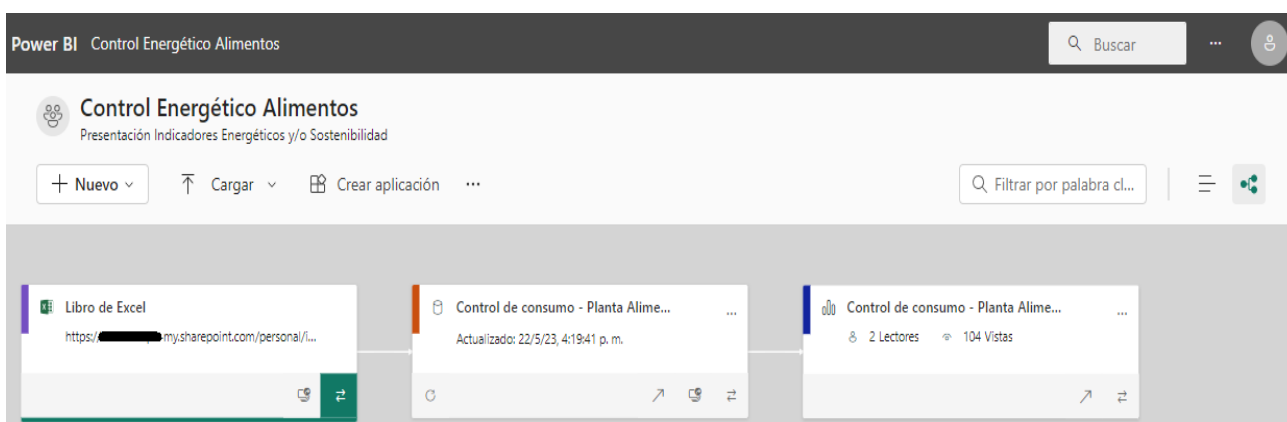 Power BI Control Energético Alimentos
Buscar ...
Control Energético Alimentos
Presentación Indicadores Energéticos y/o Sostenibilidad
Nuevo Cargar Crear aplicación ...
Filtrar por palabra cl...
Libro de Excel
https:/
-my.sharepoint.com/personal/i...
Control de consumo - Planta Alime... ...
Actualizado: 22/5/23, 4:19:41 p. m.
Control de consumo - Planta Alime... ...
2 Lectores 104 Vistas